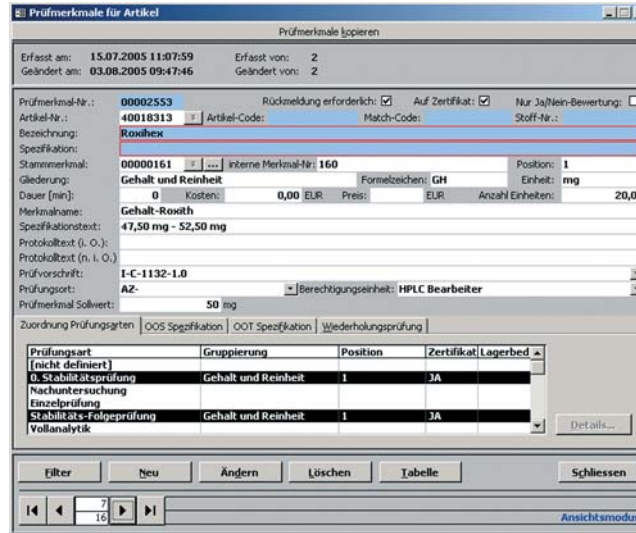 Prüfmerkmale für Artikel
Prüfmerkmale kopieren
Erfasst am: 15.07.2005 11:07:59 Erfasst von: 2
Geändert am: 03.08.2005 09:47:46 Geändert von: 2
Prüfmerkmal-Nr.: 00002553 Rückmeldung erforderlich: Auf Zertifikat: Nur Ja/Nein-Bewertung:
Artikel-Nr.: 40018313 Artikel-Code: Match-Code: Stoff-Nr.:
Bezeichnung: Roxihex
Spezifikation:
Stammmerkmal: 00000161 ... interne Merkmal-Nr: 160 Position: 1
Gliederung: Gehalt und Reinheit Formelzeichen: GH Einheit: mg
Dauer [min]: 0 Kosten: 0,00 EUR Preis: EUR Anzahl Einheiten: 20,0
Merkmalname: Gehalt-Roxith
Spezifikationstext: 47,50 mg - 52,50 mg
Protokolltext (i. O.):
Protokolltext (n. i. O.)
Prüfvorschrift: I-C-1132-1.0
Prüfungsort: A2- Berechtigungseinheit: HPLC Bearbeiter
Prüfmerkmal Sollwert: 50 mg
Zuordnung Prüfungsarten OOS Spezifikation OOT Spezifikation Wiederholungsprüfung
Prüfungsart Gruppierung Position Zertifikat Lagerbed
[nicht definiert]
0. Stabilitätsprüfung Gehalt und Reinheit 1 JA
Nachuntersuchung
Einzelprüfung
Stabilitäts-Folgeprüfung Gehalt und Reinheit 1 JA
Vollanalytik
Details...
Filter Neu Ändern Löschen Tabelle Schliessen
7
16
Ansichtsmodus